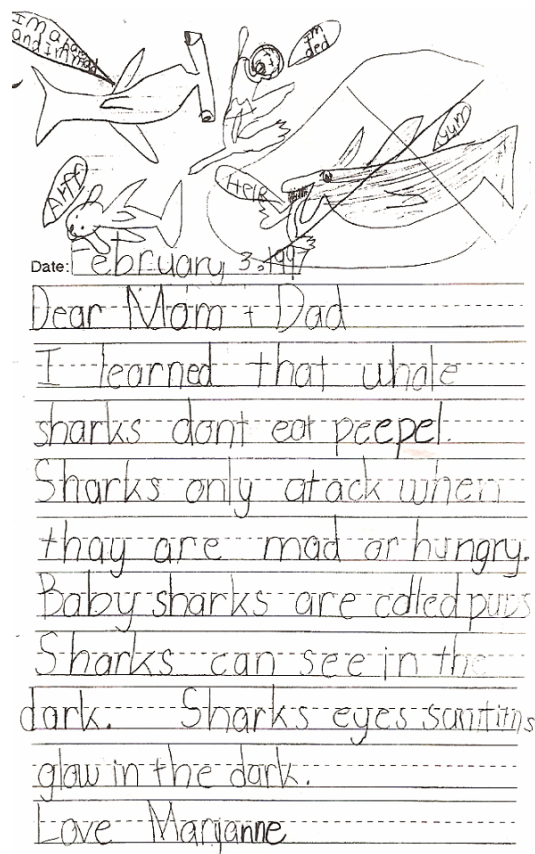 I'm a
and I'm mad
I'm
ded
Arff
Help
yum
Date: February 3, 1997
Dear Mom + Dad
I learned that whale
sharks dont eat peepel.
Sharks only atack when
thay are mad or hungry.
Baby sharks are called pups
Sharks can see in the
dark. Sharks eyes somtims
glow in the dark.
Love Maryanne